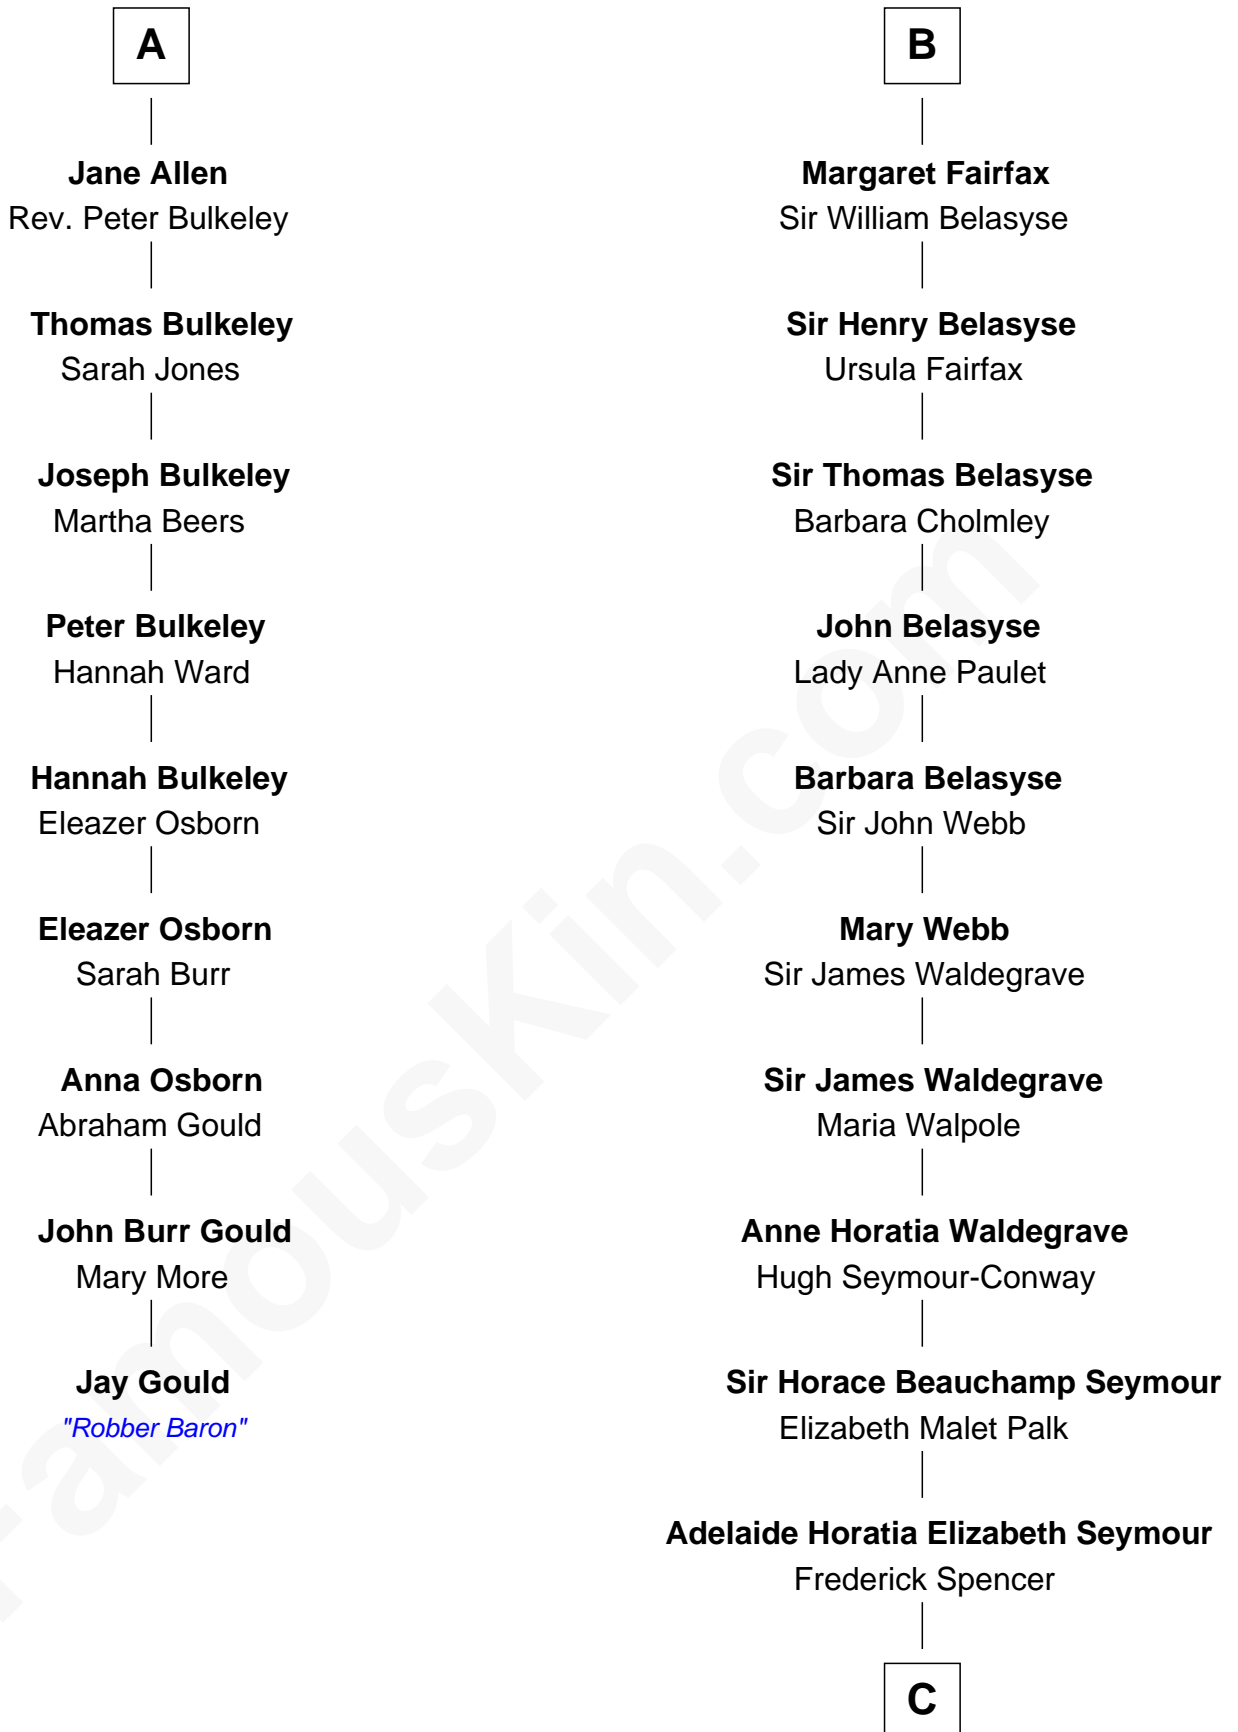 A
Jane Allen
Rev. Peter Bulkeley
Thomas Bulkeley
Sarah Jones
Joseph Bulkeley
Martha Beers
Peter Bulkeley
Hannah Ward
Hannah Bulkeley
Eleazer Osborn
Eleazer Osborn
Sarah Burr
Anna Osborn
Abraham Gould
John Burr Gould
Mary More
Jay Gould
"Robber Baron"
B
Margaret Fairfax
Sir William Belasyse
Sir Henry Belasyse
Ursula Fairfax
Sir Thomas Belasyse
Barbara Cholmley
John Belasyse
Lady Anne Paulet
Barbara Belasyse
Sir John Webb
Mary Webb
Sir James Waldegrave
Sir James Waldegrave
Maria Walpole
Anne Horatia Waldegrave
Hugh Seymour-Conway
Sir Horace Beauchamp Seymour
Elizabeth Malet Palk
Adelaide Horatia Elizabeth Seymour
Frederick Spencer
C
FamousKin.com